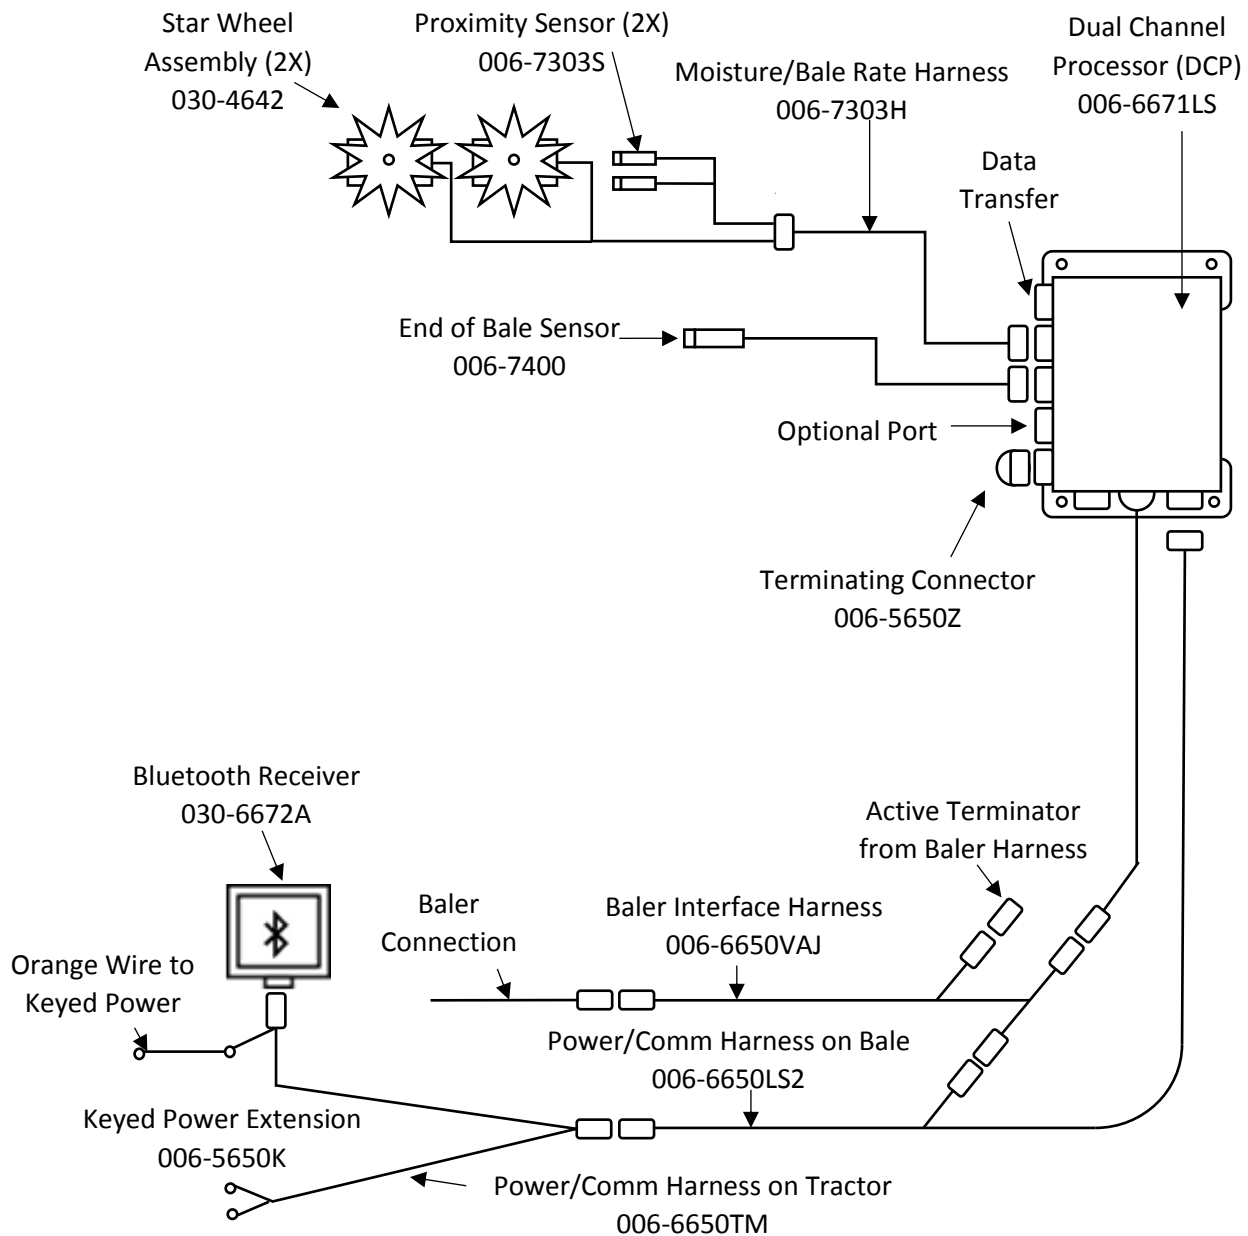 Star Wheel
Assembly (2X)
030-4642
Proximity Sensor (2X)
006-7303S
Moisture/Bale Rate Harness
006-7303H
Dual Channel
Processor (DCP)
006-6671LS
Data
Transfer
End of Bale Sensor
006-7400
Optional Port
Terminating Connector
006-5650Z
Bluetooth Receiver
030-6672A
Active Terminator
from Baler Harness
Baler
Connection
Baler Interface Harness
006-6650VAJ
Orange Wire to
Keyed Power
Power/Comm Harness on Bale
006-6650LS2
Keyed Power Extension
006-5650K
Power/Comm Harness on Tractor
006-6650TM